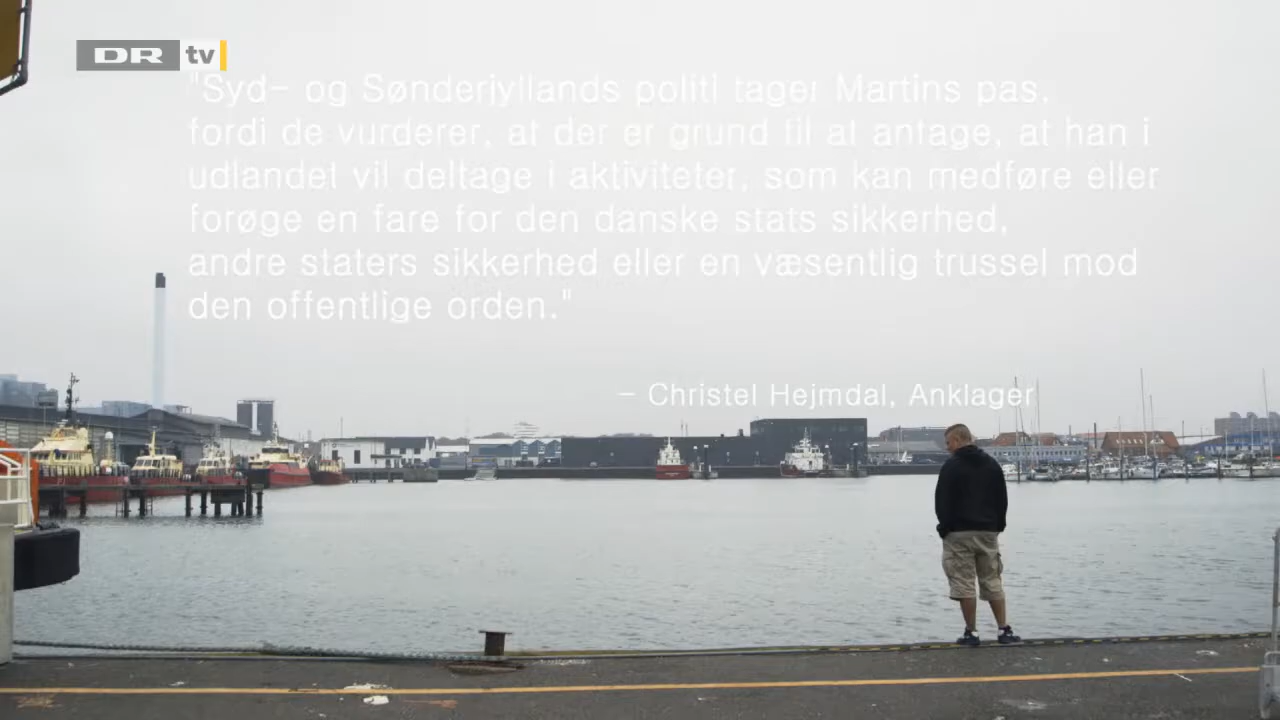 DR tv
"Syd- og Sønderjyllands politi tager Martins pas,
fordi de vurderer, at der er grund til at antage, at han i
udlandet vil deltage i aktiviteter, som kan medføre eller
forøge en fare for den danske stats sikkerhed,
andre staters sikkerhed eller en væsentlig trussel mod
den offentlige orden."
- Christel Hejmdal, Anklager